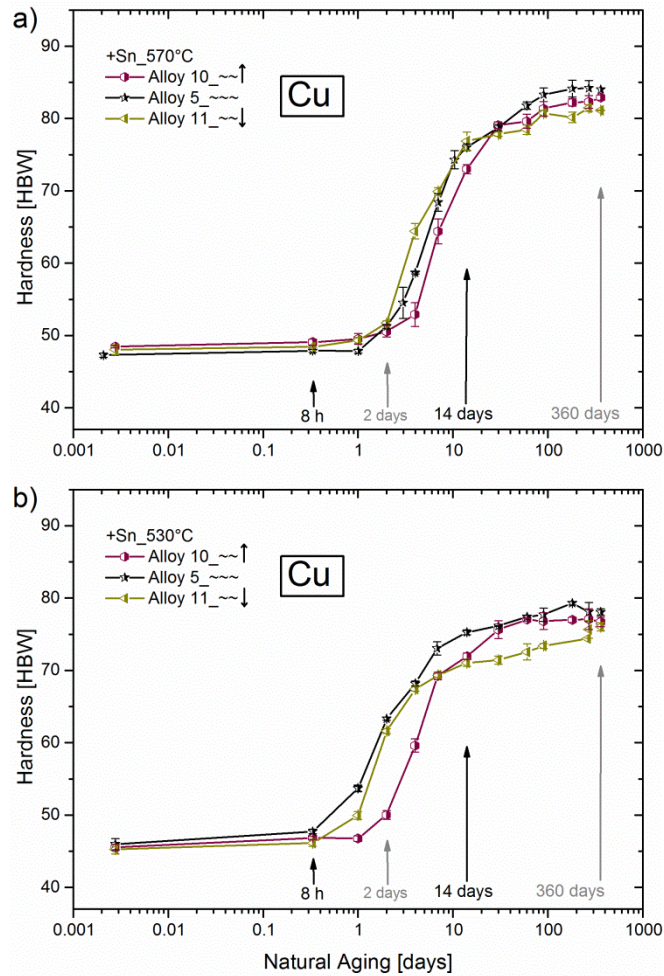 a)
90
80
70
60
50
40
Hardness [HBW]
+Sn_570°C
Alloy 10_~~↑
Alloy 5_~~~
Alloy 11_~~↓
Cu
8 h
2 days
14 days
360 days
0.001
0.01
0.1
1
10
100
1000
b)
90
80
70
60
50
40
Hardness [HBW]
+Sn_530°C
Alloy 10_~~↑
Alloy 5_~~~
Alloy 11_~~↓
Cu
8 h
2 days
14 days
360 days
0.001
0.01
0.1
1
10
100
1000
Natural Aging [days]